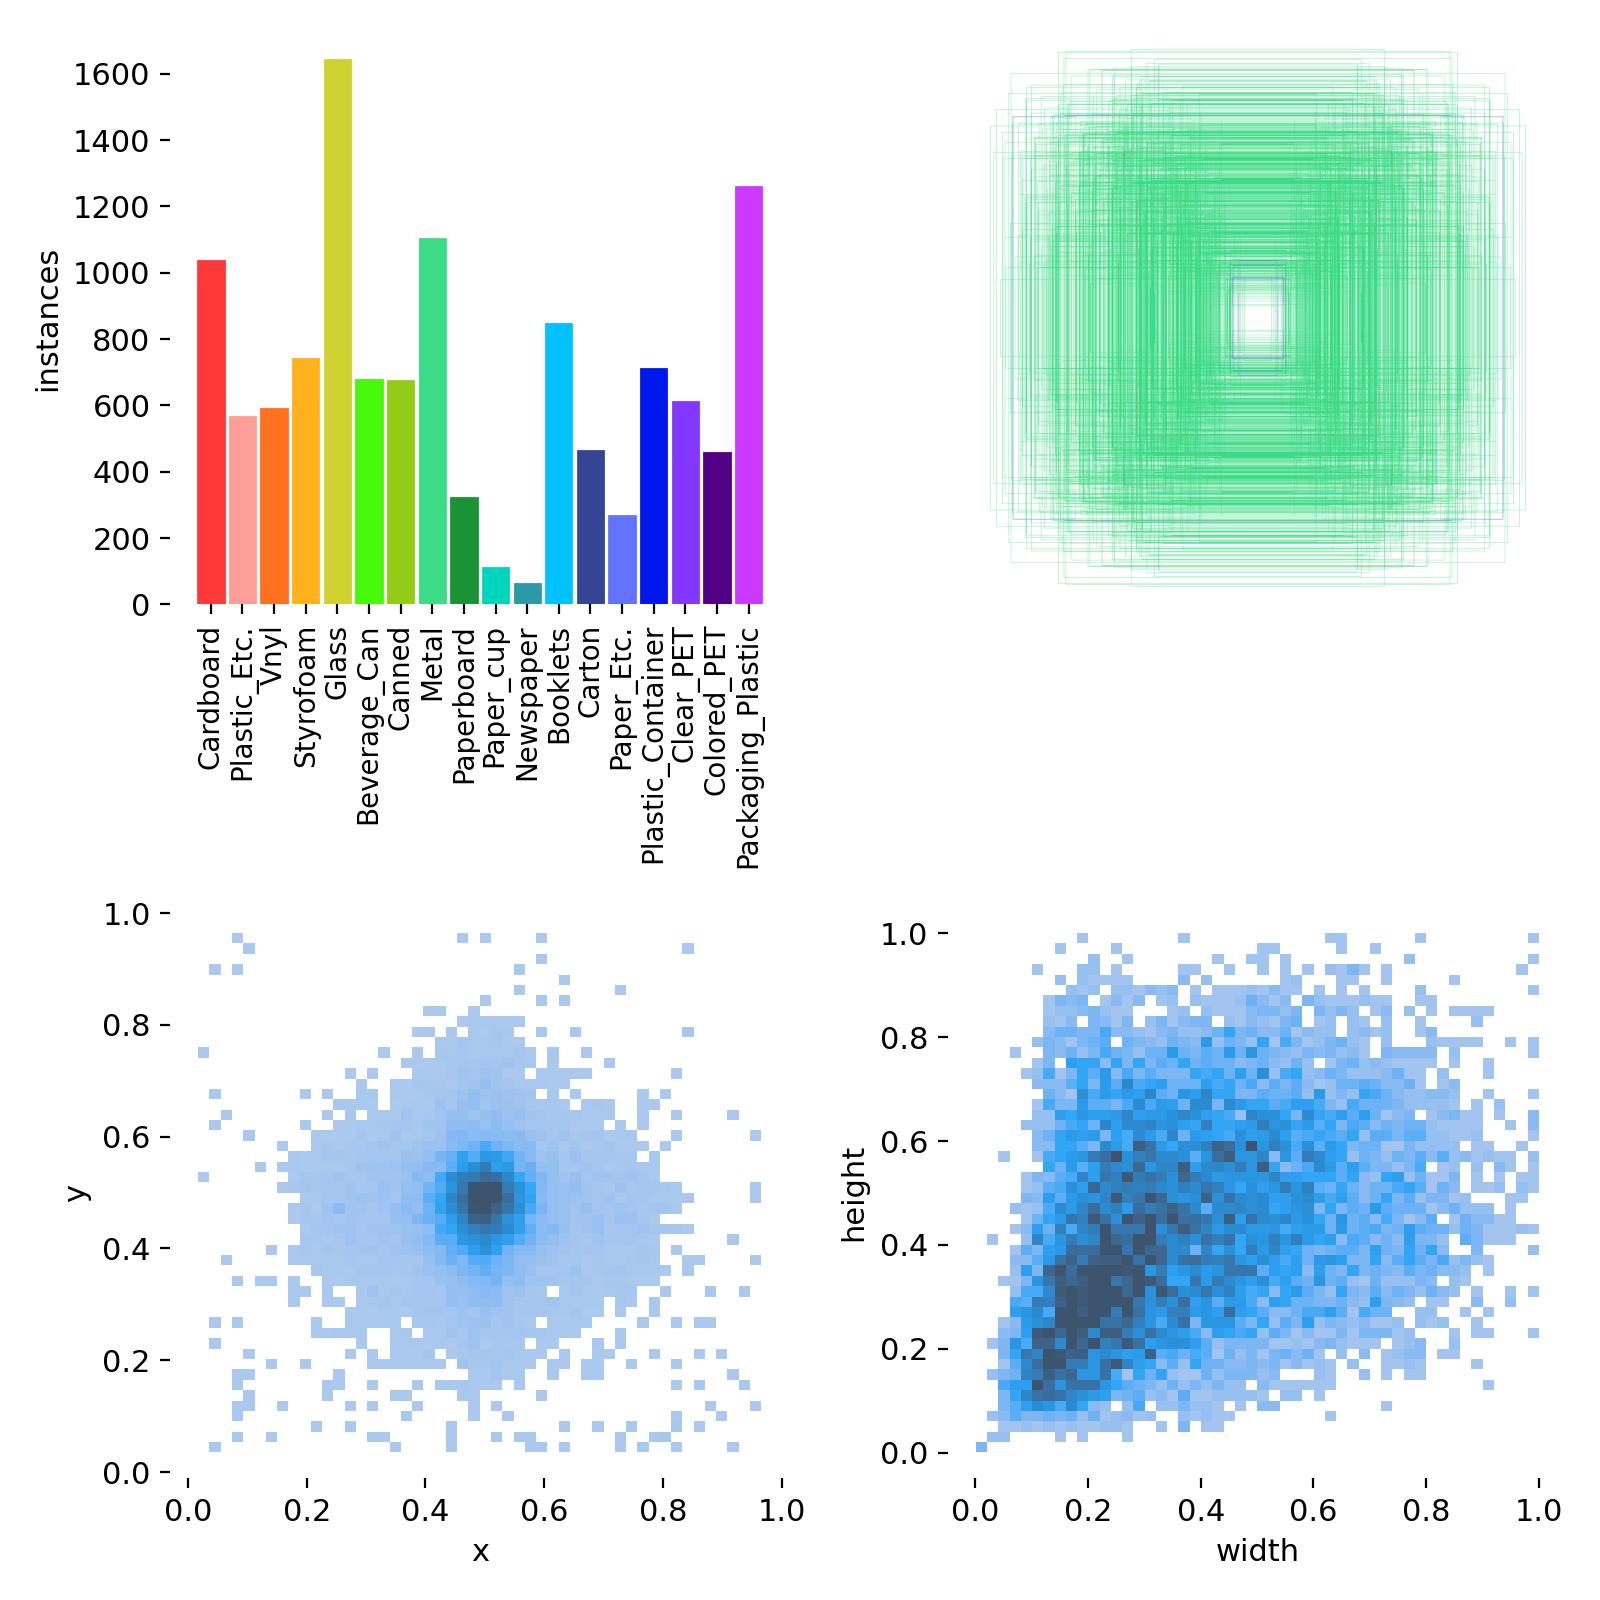 1600
1400
1200
1000
800
600
400
200
0
instances
Cardboard
Plastic_Etc.
Vnyl
Styrofoam
Glass
Beverage_Can
Canned
Metal
Paperboard
Paper_cup
Newspaper
Booklets
Carton
Paper_Etc.
Plastic_Container
Clear_PET
Colored_PET
Packaging_Plastic
1.0
0.8
0.6
0.4
0.2
0.0
y
0.0 0.2 0.4 0.6 0.8 1.0
x
1.0
0.8
0.6
0.4
0.2
0.0
height
0.0 0.2 0.4 0.6 0.8 1.0
width